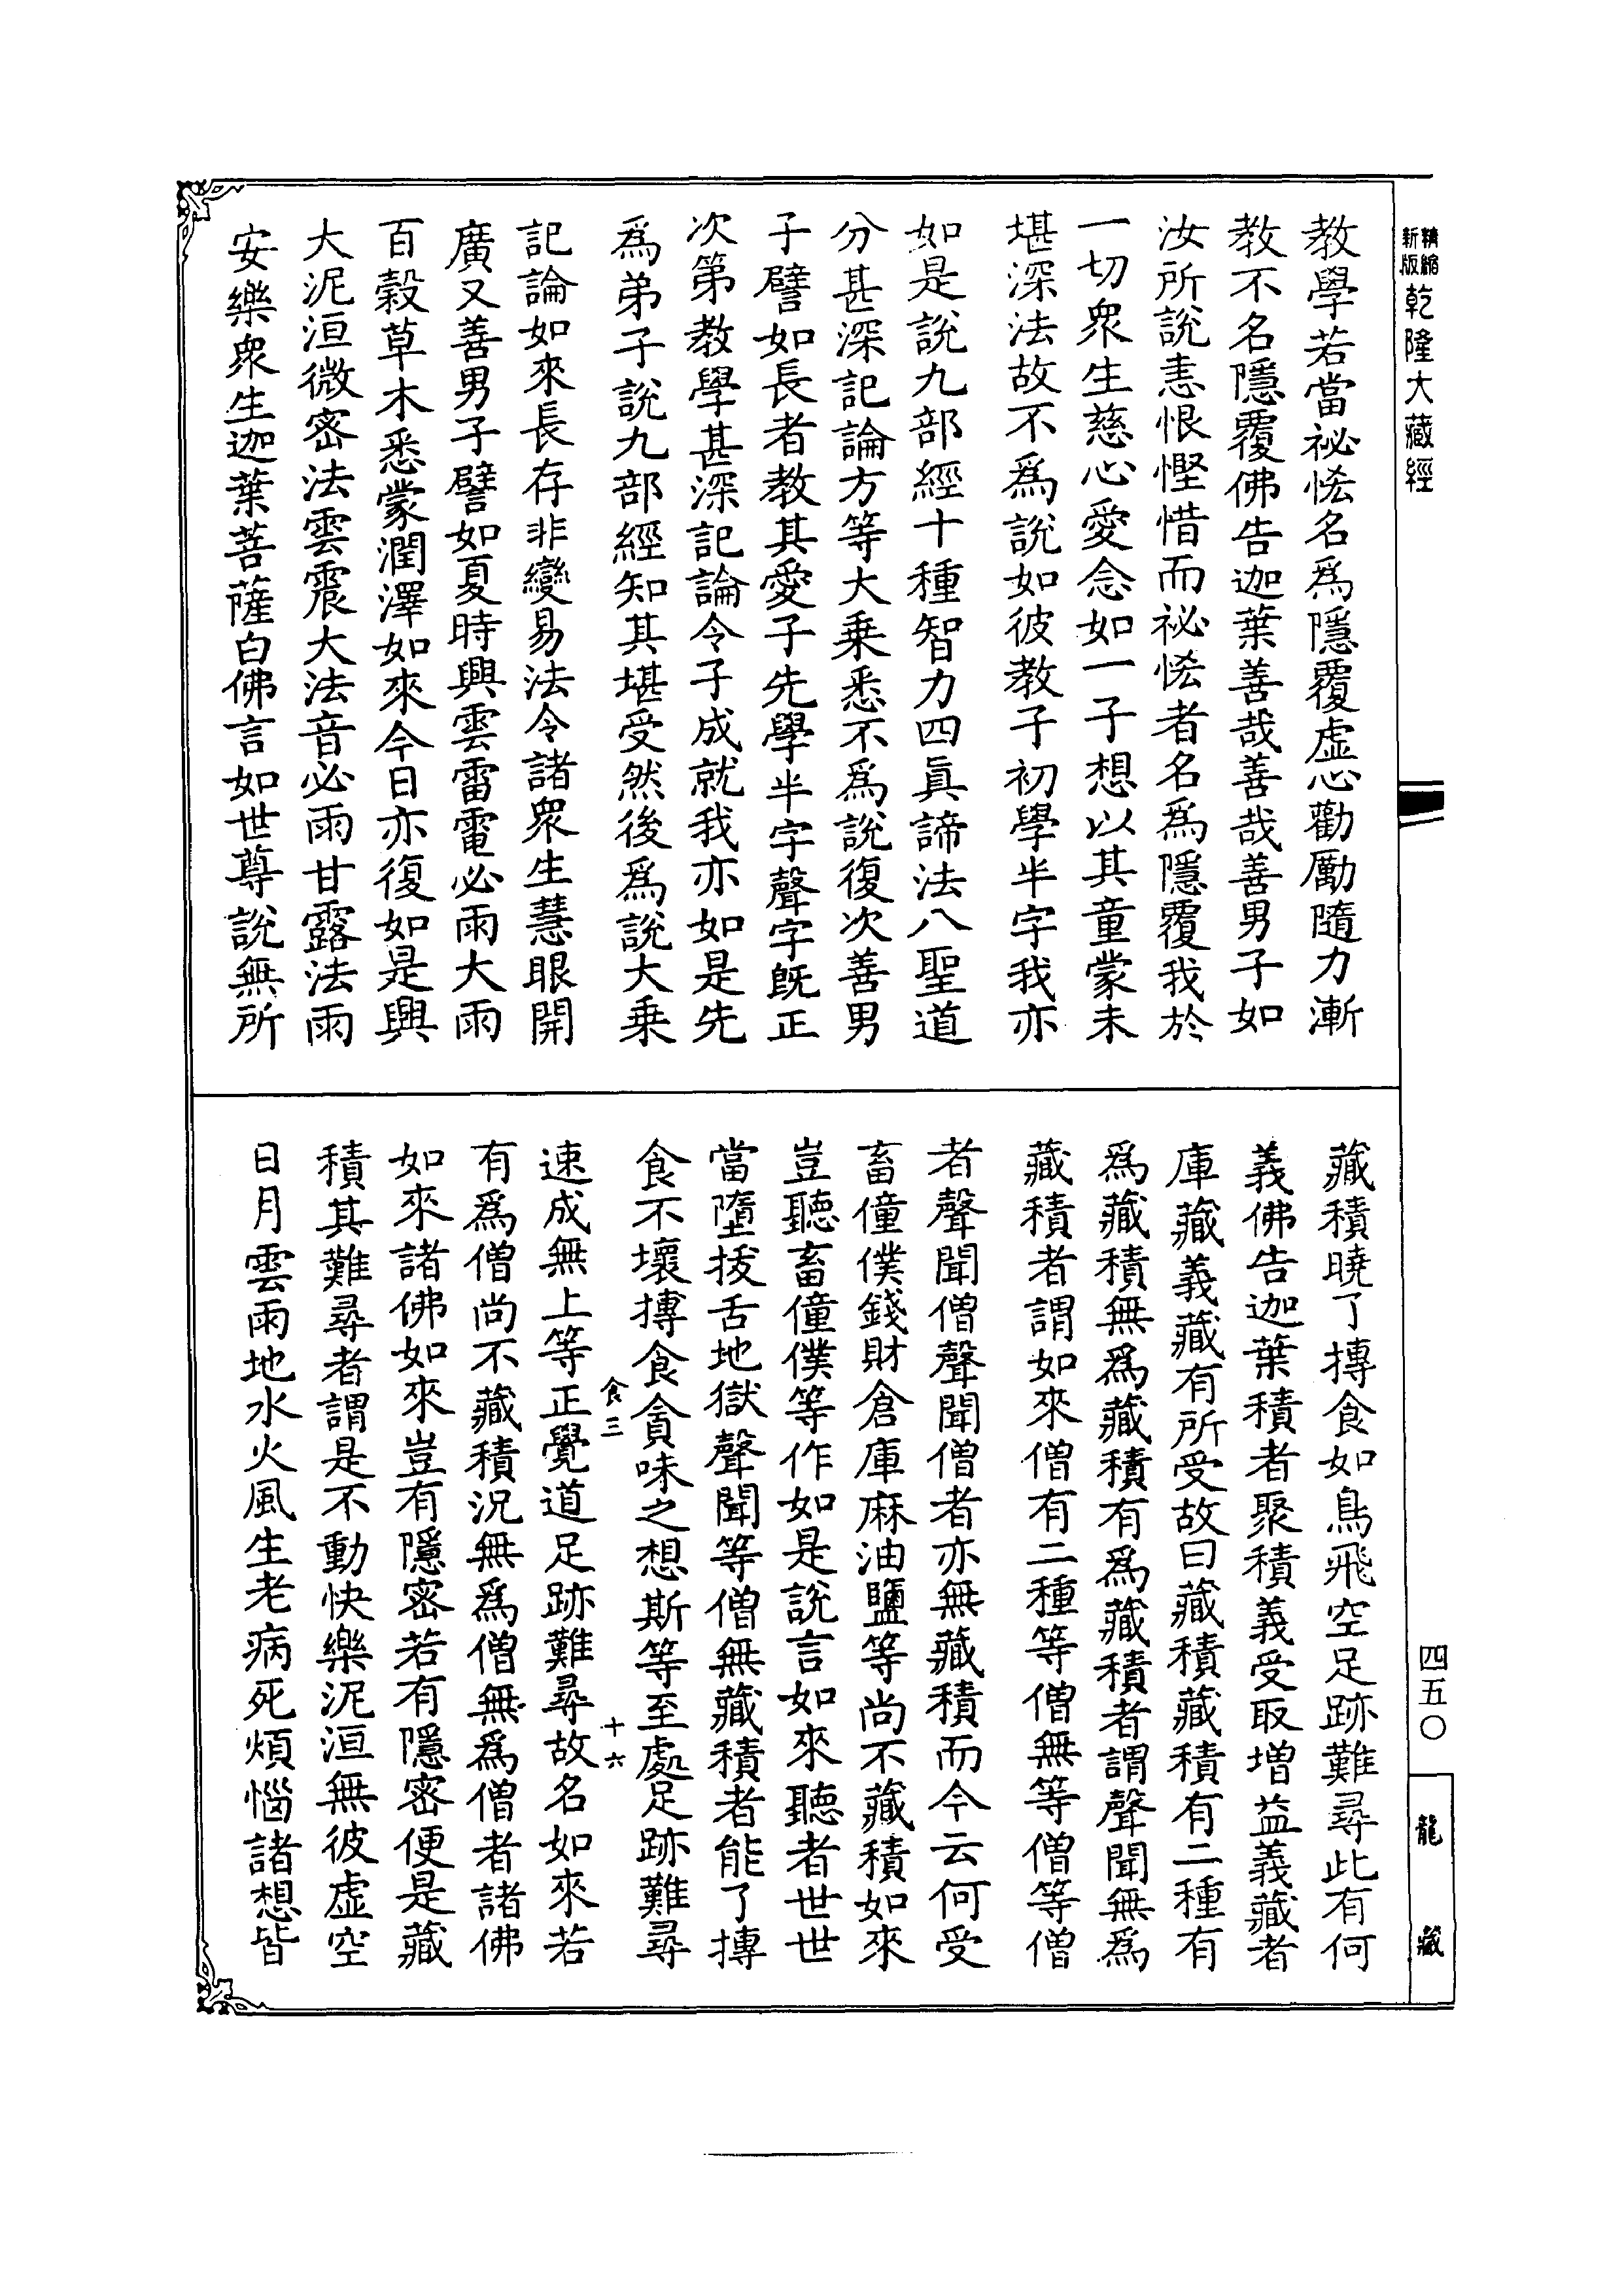 精縮
新版
乾隆大藏經
教學若當祕悋名爲隱覆虛心勸勵隨力漸
教不名隱覆佛告迦葉善哉善哉善男子如
汝所說恚恨慳惜而祕悋者名爲隱覆我於
一切衆生慈心愛念如一子想以其童蒙未
堪深法故不爲說如彼教子初學半字我亦
如是說九部經十種智力四眞諦法八聖道
分甚深記論方等大乘悉不爲說復次善男
子譬如長者教其愛子先學半字聲字旣正
次第教學甚深記論令子成就我亦如是先
爲弟子說九部經知其堪受然後爲說大乘
記論如來長存非變易法令諸衆生慧眼開
廣又善男子譬如夏時興雲雷電必雨大雨
百穀草木悉蒙潤澤如來今日亦復如是興
大泥洹微密法雲震大法音必雨甘露法雨
安樂衆生迦葉菩薩白佛言如世尊說無所
藏積曉了摶食如鳥飛空足跡難尋此有何
義佛告迦葉積者聚積義受取增益義藏者
庫藏義藏有所受故曰藏積藏積有二種有
爲藏積無爲藏積有爲藏積者謂聲聞無爲
藏積者謂如來僧有二種等僧無等僧等僧
者聲聞僧聲聞僧者亦無藏積而今云何受
畜僮僕錢財倉庫麻油鹽等尚不藏積如來
豈聽畜僮僕等作如是說言如來聽者世世
當墮拔舌地獄聲聞等僧無藏積者能了摶
食不壞摶食貪味之想斯等至處足跡難尋
食三
十六
速成無上等正覺道足跡難尋故名如來若
有爲僧尚不藏積況無爲僧無爲僧者諸佛
如來諸佛如來豈有隱密若有隱密便是藏
積其難尋者謂是不動快樂泥洹無彼虛空
日月雲雨地水火風生老病死煩惱諸想皆
四五〇
龍藏